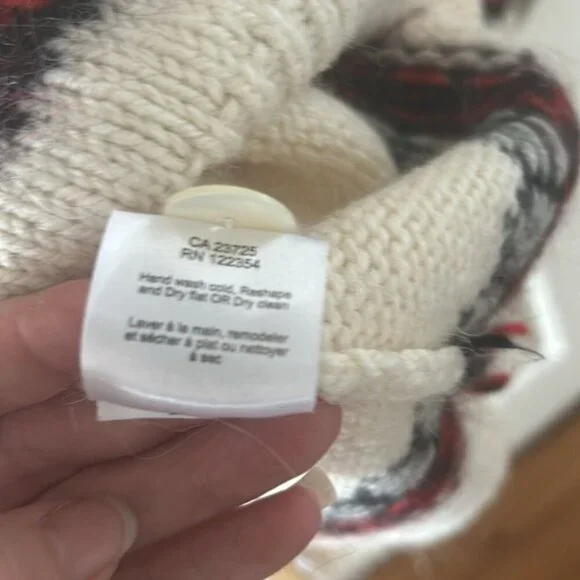 CA 23725
RN 122354
Hand wash cold, Reshape
and Dry flat OR Dry clean
Laver à la main, remodeler
et sècher à plat ou nettoyer
à sec